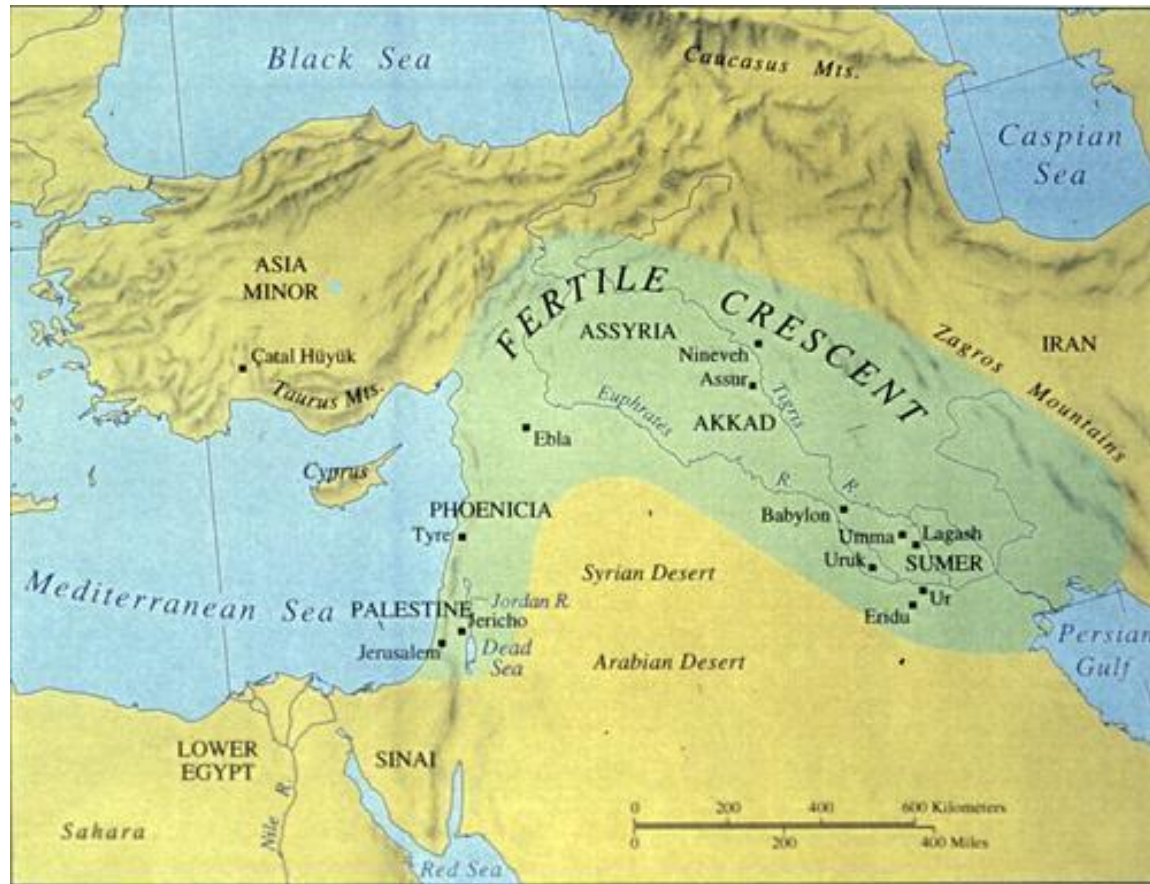 Black Sea
Caucasus Mts.
Caspian
Sea
ASIA
MINOR
FERTILE CRESCENT
ASSYRIA
Zagros Mountains
IRAN
Çatal Hüyük
Nineveh
Taurus Mts.
Assur
Tigris
Euphrates
AKKAD
Ebla
Cyprus
R.
R.
PHOENICIA
Babylon
Tyre
Umma
Lagash
Uruk
SUMER
Syrian Desert
Mediterranean Sea
Jordan R.
Ur
PALESTINE
Eridu
Jericho
Persian
Gulf
Jerusalem
Dead
Sea
Arabian Desert
LOWER
EGYPT
SINAI
Nile R.
Sahara
0 200 400 600 Kilometers
0 200 400 Miles
Red Sea